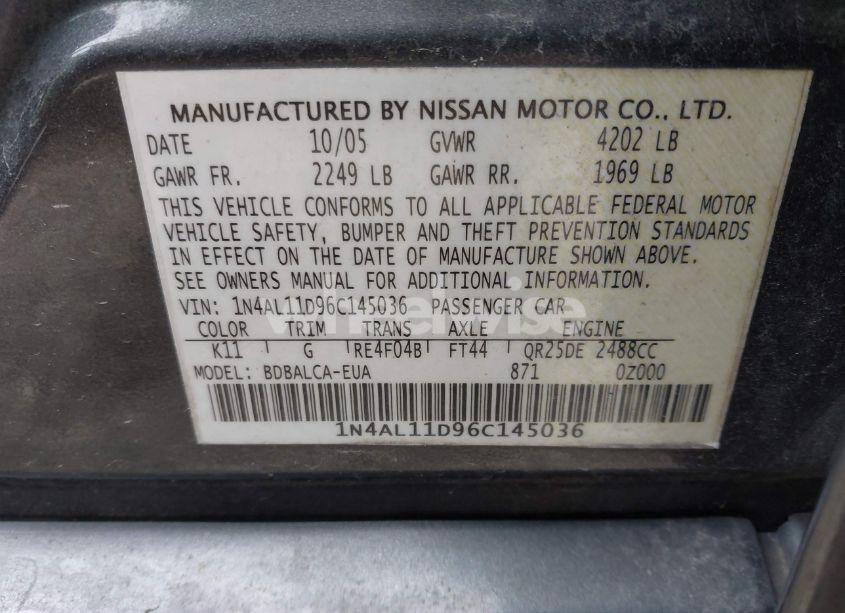 MANUFACTURED BY NISSAN MOTOR CO., LTD.
DATE 10/05 GVWR 4202 LB
GAWR FR. 2249 LB GAWR RR. 1969 LB
THIS VEHICLE CONFORMS TO ALL APPLICABLE FEDERAL MOTOR
VEHICLE SAFETY, BUMPER AND THEFT PREVENTION STANDARDS
IN EFFECT ON THE DATE OF MANUFACTURE SHOWN ABOVE.
SEE OWNERS MANUAL FOR ADDITIONAL INFORMATION.
VIN: 1N4AL11D96C145036 PASSENGER CAR
COLOR TRIM TRANS AXLE ENGINE
K11 G RE4F04B FT44 QR25DE 2488CC
MODEL: BDBALCA-EUA 871 0Z000
1N4AL11D96C145036